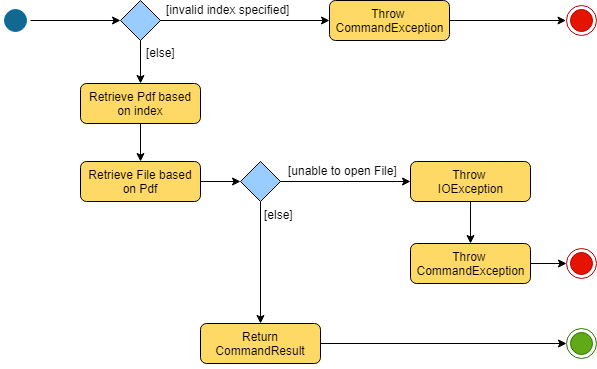 [invalid index specified]
Throw
CommandException
[else]
Retrieve Pdf based
on index
Retrieve File based
on Pdf
[unable to open File]
Throw
IOException
[else]
Throw
CommandException
Return
CommandResult